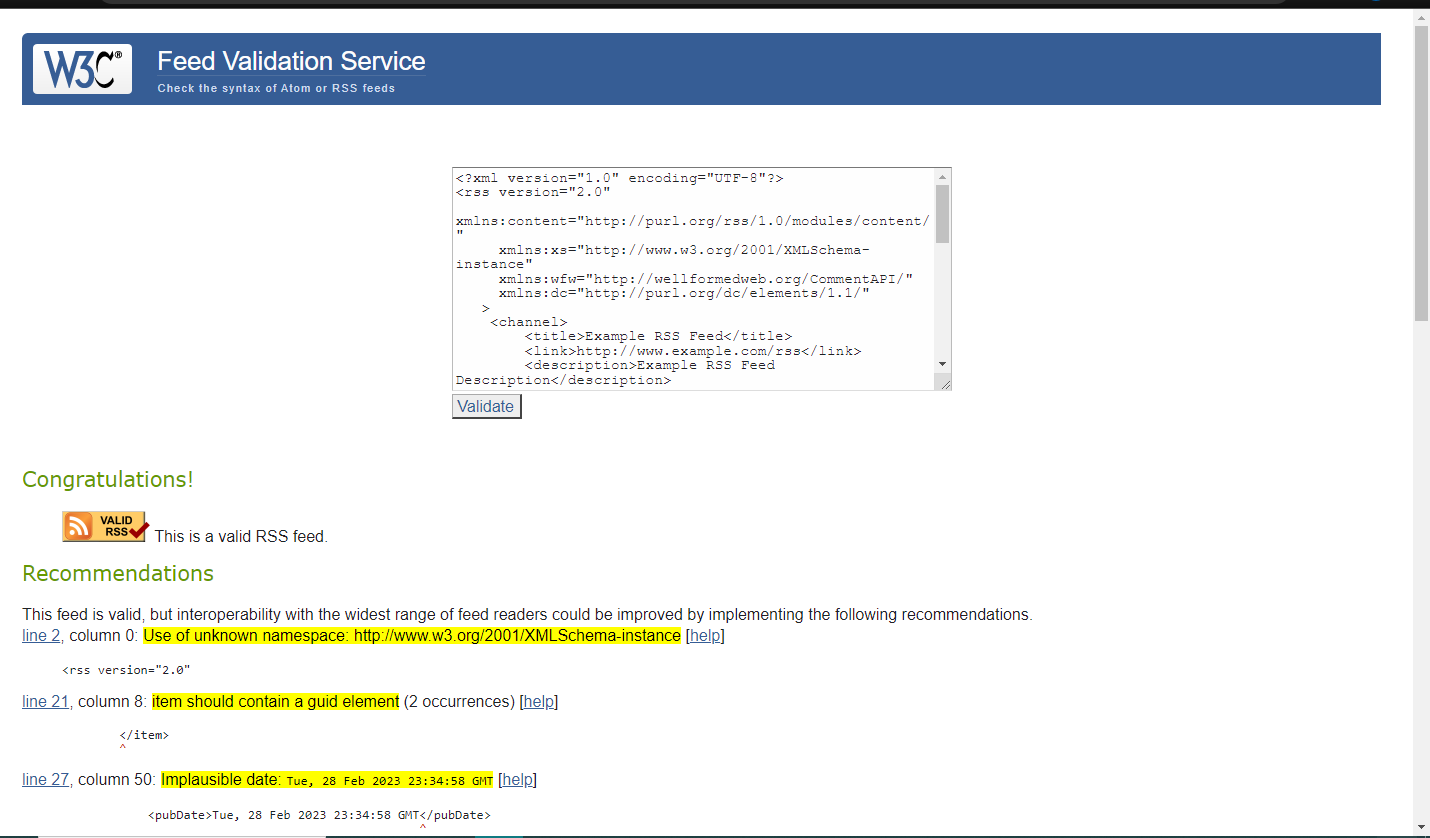 W3C®
Feed Validation Service
Check the syntax of Atom or RSS feeds
<?xml version="1.0" encoding="UTF-8"?>
<rss version="2.0"
xmlns:content="http://purl.org/rss/1.0/modules/content/
"
xmlns:xs="http://www.w3.org/2001/XMLSchema-
instance"
xmlns:wfw="http://wellformedweb.org/CommentAPI/"
xmlns:dc="http://purl.org/dc/elements/1.1/"
>
<channel>
<title>Example RSS Feed</title>
<link>http://www.example.com/rss</link>
<description>Example RSS Feed
Description</description>
Validate
Congratulations!
VALID
RSS
This is a valid RSS feed.
Recommendations
This feed is valid, but interoperability with the widest range of feed readers could be improved by implementing the following recommendations.
line 2, column 0: Use of unknown namespace: http://www.w3.org/2001/XMLSchema-instance [help]
<rss version="2.0"
line 21, column 8: item should contain a guid element (2 occurrences) [help]
</item>
^
line 27, column 50: Implausible date: Tue, 28 Feb 2023 23:34:58 GMT [help]
<pubDate>Tue, 28 Feb 2023 23:34:58 GMT</pubDate>
^